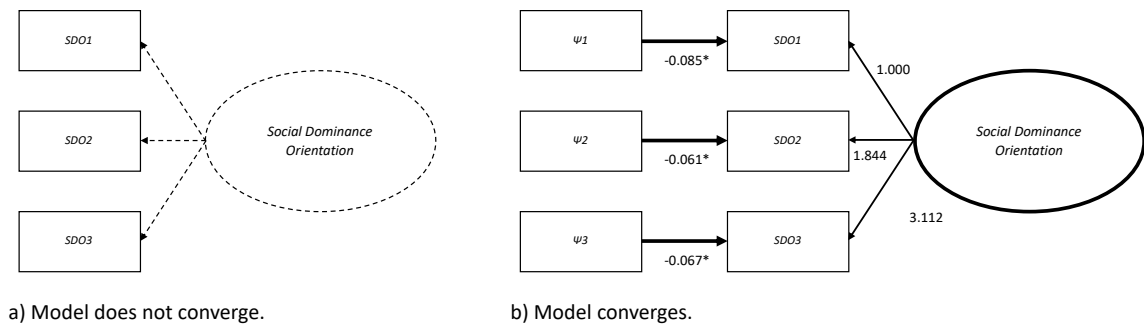 SDO1
SDO2
SDO3
Social Dominance
Orientation
a) Model does not converge.
Ψ1
-0.085*
SDO1
1.000
Ψ2
-0.061*
SDO2
1.844
Social Dominance
Orientation
Ψ3
-0.067*
SDO3
3.112
b) Model converges.